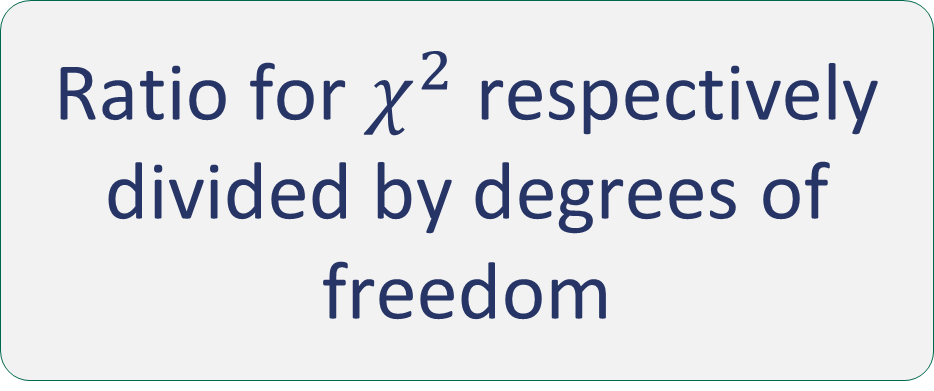 Ratio for χ² respectively
divided by degrees of
freedom